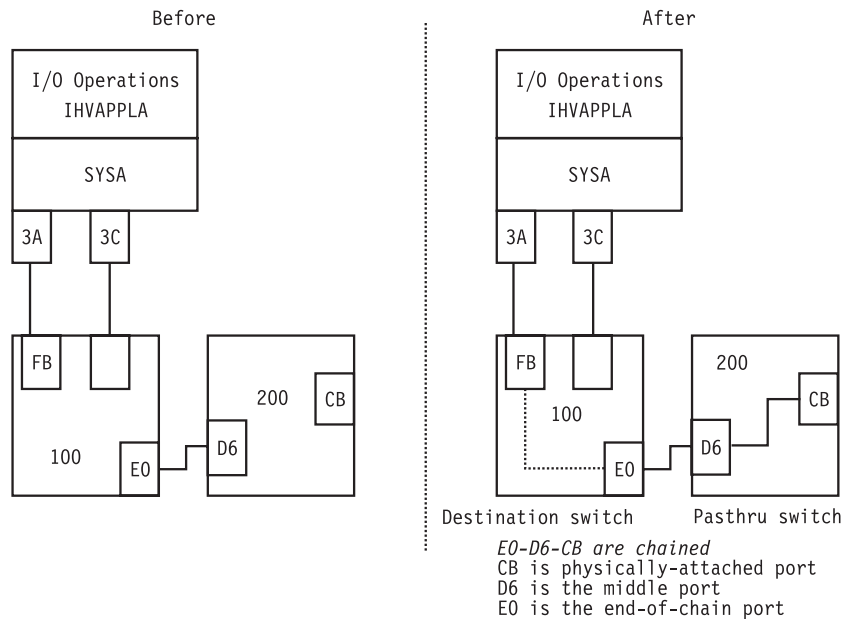 Before
I/O Operations
IHVAPPLA
SYSA
3A
3C
FB
200
CB
100
E0
D6
After
I/O Operations
IHVAPPLA
SYSA
3A
3C
FB
200
CB
100
D6
E0
Destination switch
Pasthru switch
E0-D6-CB are chained
CB is physically-attached port
D6 is the middle port
E0 is the end-of-chain port